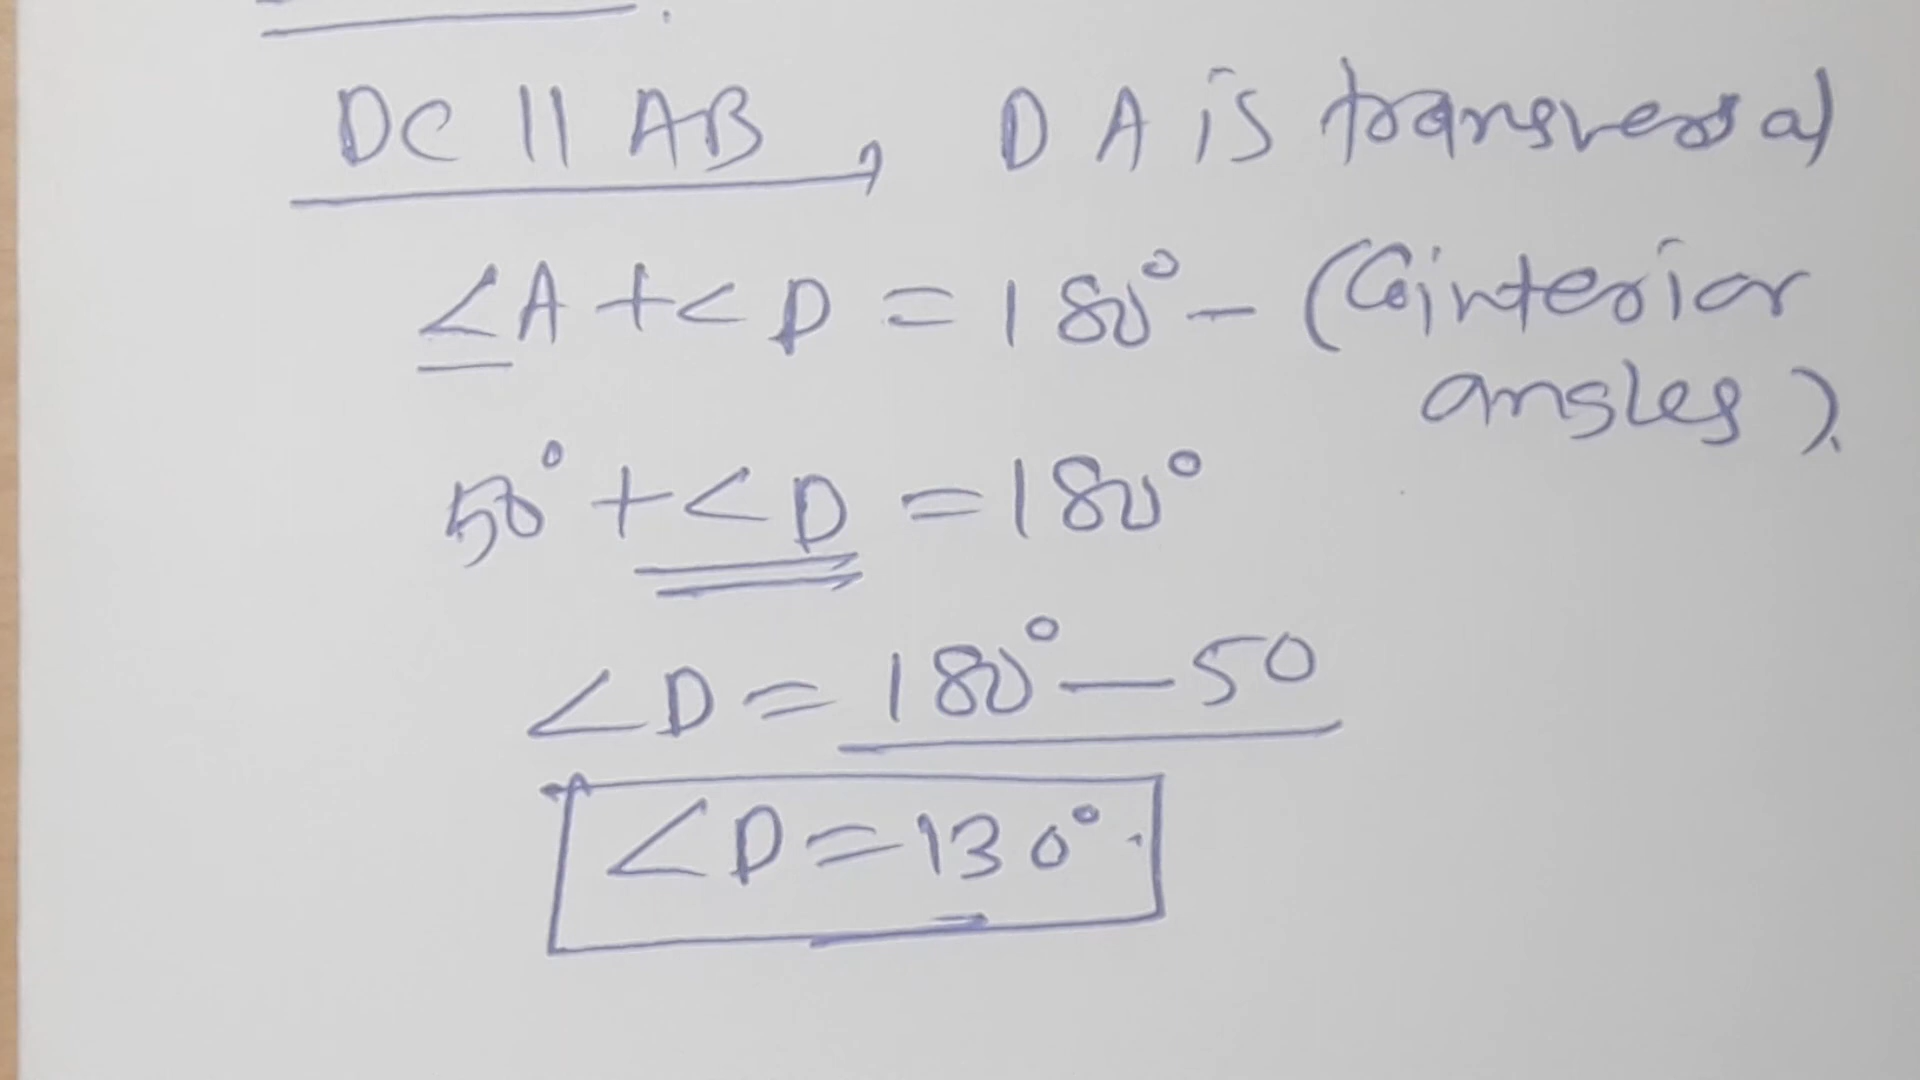 DC || AB, DA is transversal
∠A + <D = 180° - (Cointerior
angles).
50° + <D = 180°
∠D = 180° - 50
∠D = 130°.